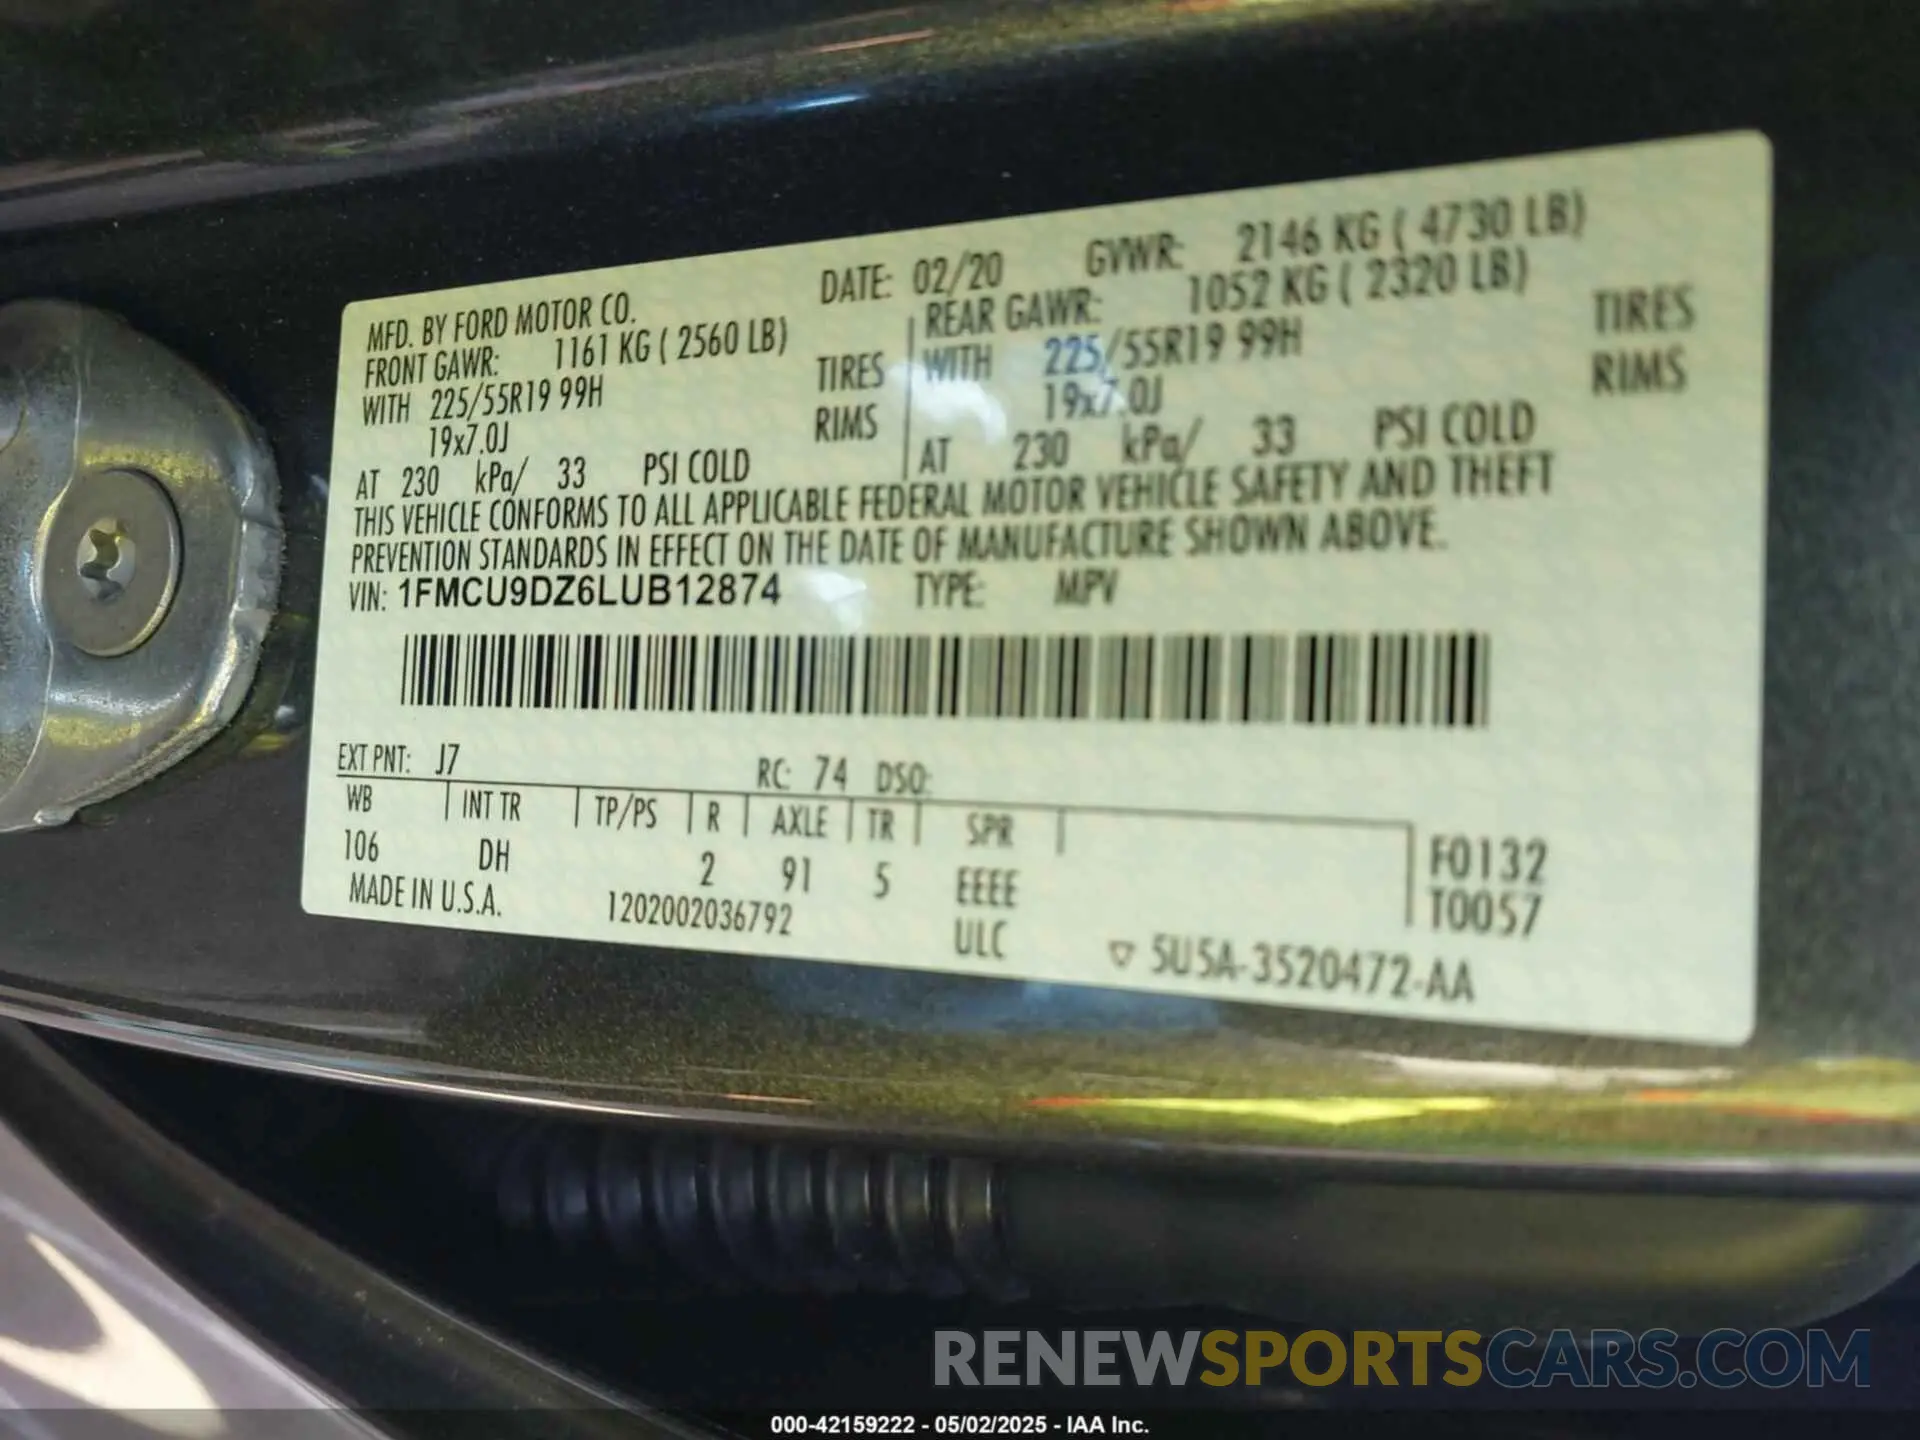 MFD. BY FORD MOTOR CO. DATE: 02/20 GVWR: 2146 KG ( 4730 LB)
FRONT GAWR: 1161 KG ( 2560 LB) REAR GAWR: 1052 KG ( 2320 LB)
WITH 225/55R19 99H TIRES WITH 225/55R19 99H TIRES
19x7.0J RIMS 19x7.0J RIMS
AT 230 kPa/ 33 PSI COLD AT 230 kPa/ 33 PSI COLD
THIS VEHICLE CONFORMS TO ALL APPLICABLE FEDERAL MOTOR VEHICLE SAFETY AND THEFT
PREVENTION STANDARDS IN EFFECT ON THE DATE OF MANUFACTURE SHOWN ABOVE.
VIN: 1FMCU9DZ6LUB12874 TYPE: MPV
EXT PNT: J7 RC: 74 DSO:
WB INT TR TP/PS R AXLE TR SPR
106 DH 2 91 5 EEEE F0132
MADE IN U.S.A. 1202002036792 ULC T0057
▽ 5U5A-3520472-AA
RENEWSPORTSCARS.COM
000-42159222 - 05/02/2025 - IAA Inc.